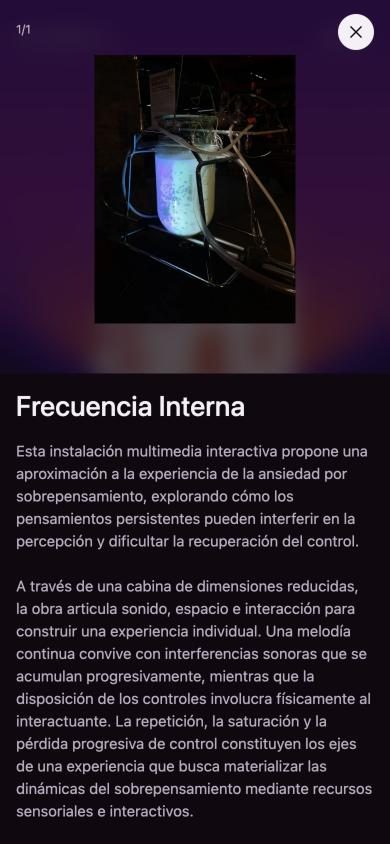 1/1
Frecuencia Interna
Esta instalación multimedia interactiva propone una
aproximación a la experiencia de la ansiedad por
sobrepensamiento, explorando cómo los
pensamientos persistentes pueden interferir en la
percepción y dificultar la recuperación del control.
A través de una cabina de dimensiones reducidas,
la obra articula sonido, espacio e interacción para
construir una experiencia individual. Una melodía
continua convive con interferencias sonoras que se
acumulan progresivamente, mientras que la
disposición de los controles involucra físicamente al
interactuante. La repetición, la saturación y la
pérdida progresiva de control constituyen los ejes
de una experiencia que busca materializar las
dinámicas del sobrepensamiento mediante recursos
sensoriales e interactivos.